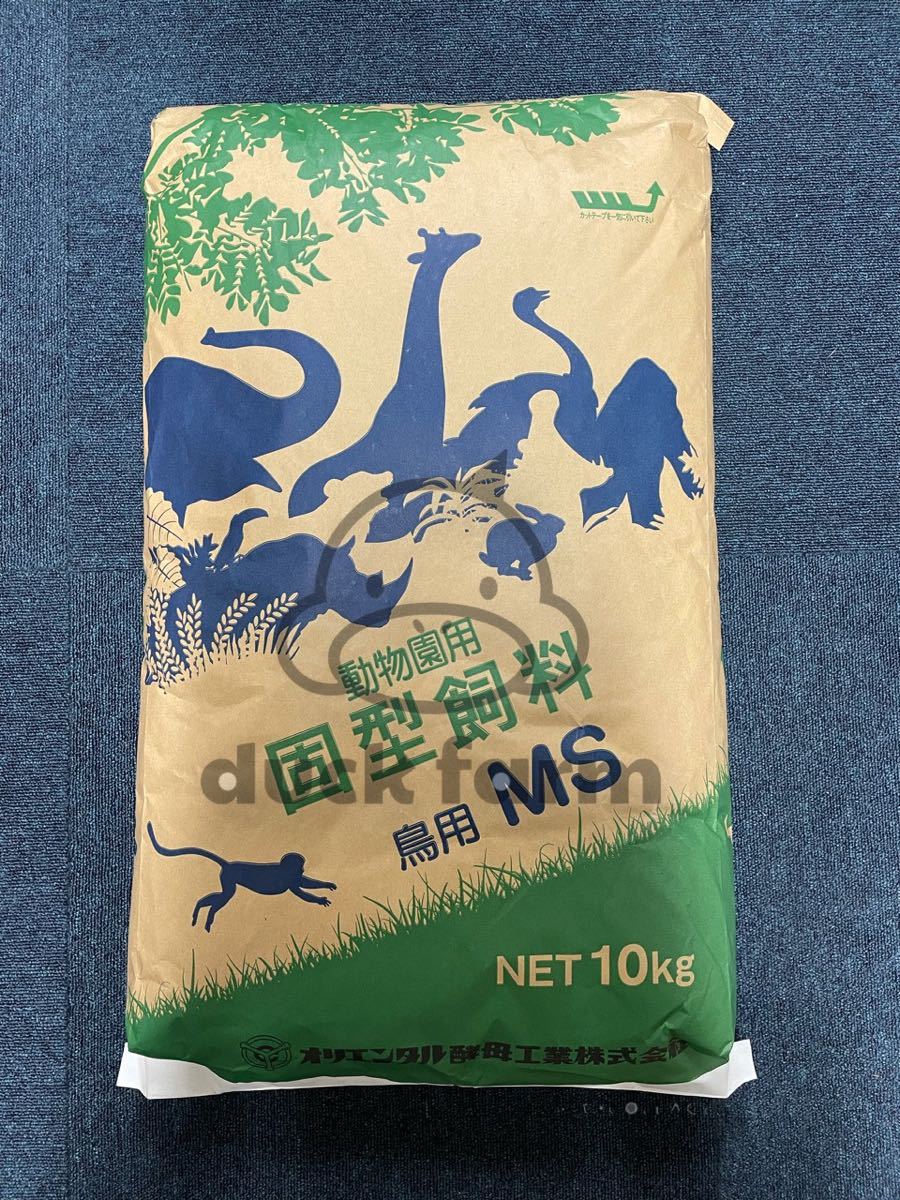 カットテープを一気に引いて下さい
動物園用
固型飼料
duck farm
鳥用 MS
NET 10kg
オリエンタル酵母工業株式会社